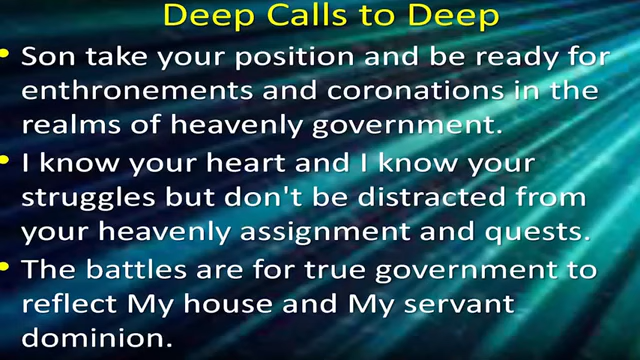 Deep Calls to Deep
• Son take your position and be ready for
enthronements and coronations in the
realms of heavenly government.
• I know your heart and I know your
struggles but don't be distracted from
your heavenly assignment and quests.
• The battles are for true government to
reflect My house and My servant
dominion.